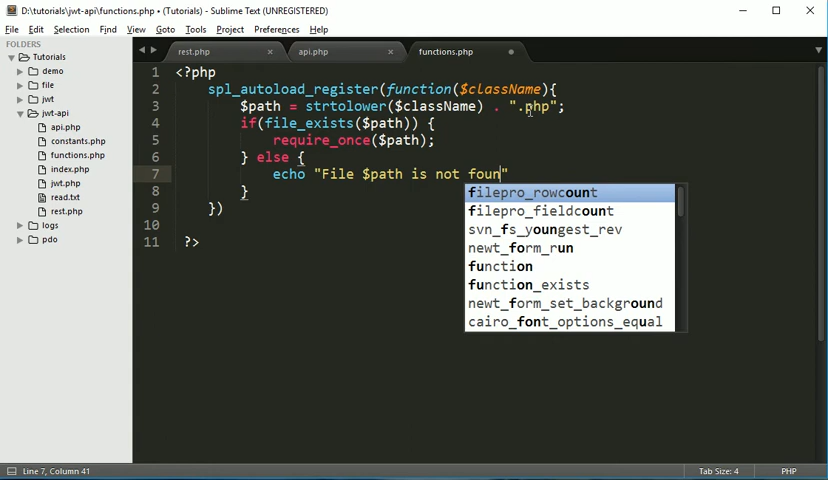 D:\tutorials\jwt-api\functions.php • (Tutorials) - Sublime Text (UNREGISTERED)
File Edit Selection Find View Goto Tools Project Preferences Help
FOLDERS
Tutorials
demo
file
jwt
jwt-api
api.php
constants.php
functions.php
index.php
jwt.php
read.txt
rest.php
logs
pdo
rest.php × api.php × functions.php •
1 <?php
2 spl_autoload_register(function($className){
3 $path = strtolower($className) . ".php";
4 if(file_exists($path)) {
5 require_once($path);
6 } else {
7 echo "File $path is not foun"
8 }
9 })
10
11 ?>
filepro_rowcount
filepro_fieldcount
svn_fs_youngest_rev
newt_form_run
function
function_exists
newt_form_set_background
cairo_font_options_equal
Line 7, Column 41 Tab Size: 4 PHP